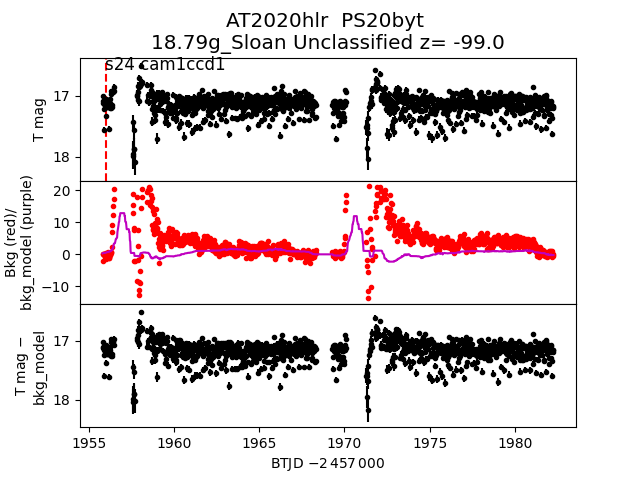 AT2020hlr  PS20byt
18.79g_Sloan Unclassified z= -99.0
s24 cam1ccd1
T mag
17
18
Bkg (red)/
bkg_model (purple)
20
10
0
−10
T mag −
bkg_model
17
18
1955
1960
1965
1970
1975
1980
BTJD −2 457 000